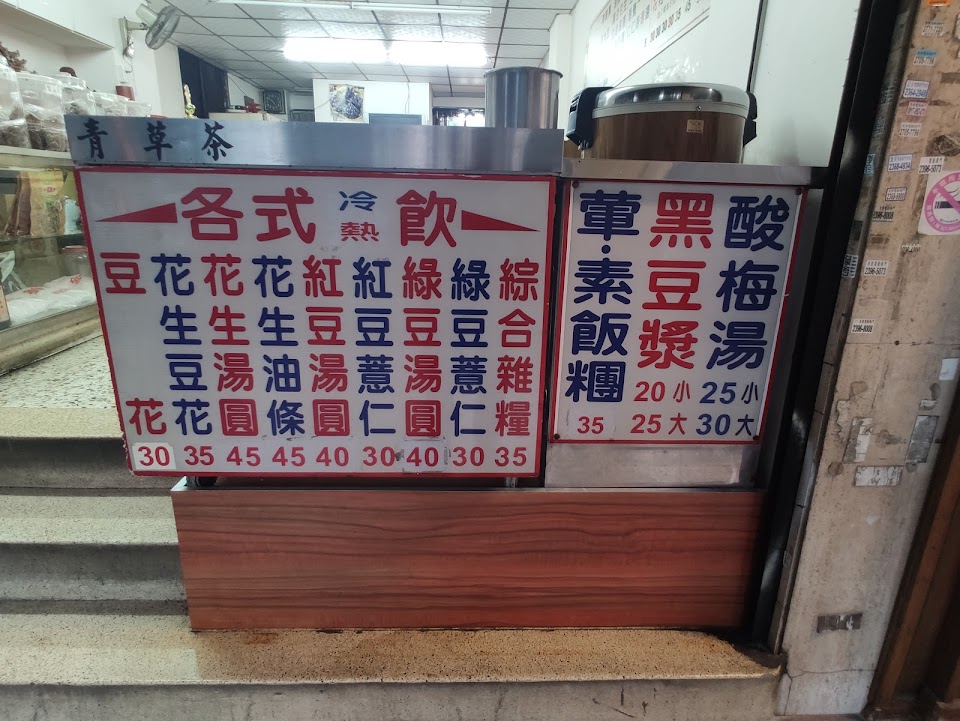 青草茶
各式冷熱飲
綜合雜糧 35
綠豆薏仁 30
綠豆湯圓 40
紅豆薏仁 30
紅豆湯圓 40
花生油條 45
花生湯圓 45
花生豆花 35
豆花 30
酸梅湯 25小 30大
黑豆漿 20小 25大
葷·素飯糰 35
2396-5073